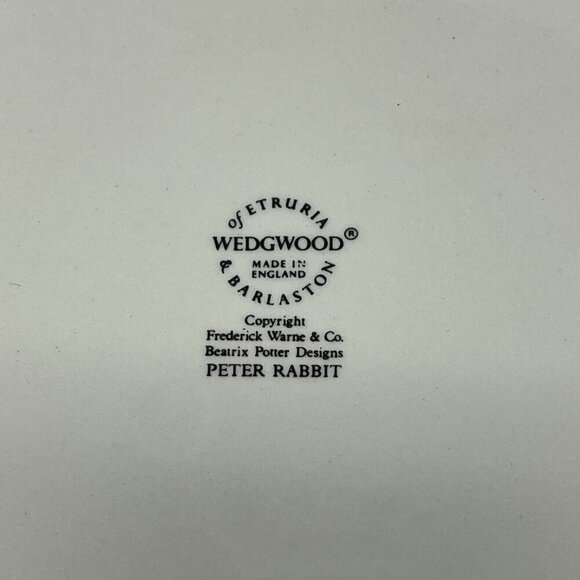 of ETRURIA
WEDGWOOD®
MADE IN
ENGLAND
& BARLASTON
Copyright
Frederick Warne & Co.
Beatrix Potter Designs
PETER RABBIT